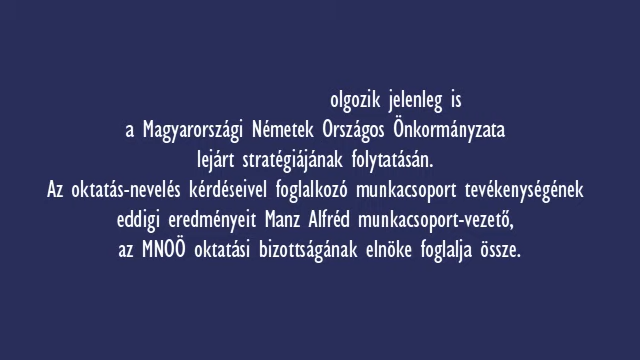 olgozik jelenleg is
a Magyarországi Németek Országos Önkormányzata
lejárt stratégiájának folytatásán.
Az oktatás-nevelés kérdéseivel foglalkozó munkacsoport tevékenységének
eddigi eredményeit Manz Alfréd munkacsoport-vezető,
az MNOÖ oktatási bizottságának elnöke foglalja össze.